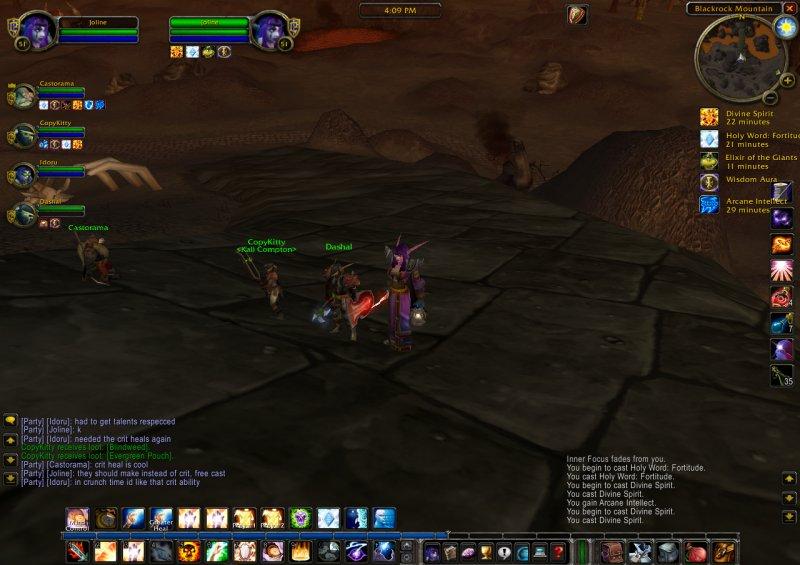 4:09 PM
Blackrock Mountain
N
Joline
51
Joline
51
Castorama
CopyKitty
Idoru
Dashal
Divine Spirit
22 minutes
Holy Word: Fortitu
21 minutes
Elixir of the Giants
11 minutes
Wisdom Aura
Arcane Intellect
29 minutes
Castorama
CopyKitty
<Kali Compton>
Dashal
4
7
35
[Party] [Idoru]: had to get talents respecced
[Party] [Joline]: k
[Party] [Idoru]: needed the crit heals again
CopyKitty receives loot: [Blindweed].
CopyKitty receives loot: [Evergreen Pouch].
[Party] [Castorama]: crit heal is cool
[Party] [Joline]: they should make instead of crit, free cast
[Party] [Idoru]: in crunch time id like that crit ability
Inner Focus fades from you.
You begin to cast Holy Word: Fortitude.
You cast Holy Word: Fortitude.
You begin to cast Divine Spirit.
You cast Divine Spirit.
You gain Arcane Intellect.
You begin to cast Divine Spirit.
You cast Divine Spirit.
Mind
Control
Greater
Heal